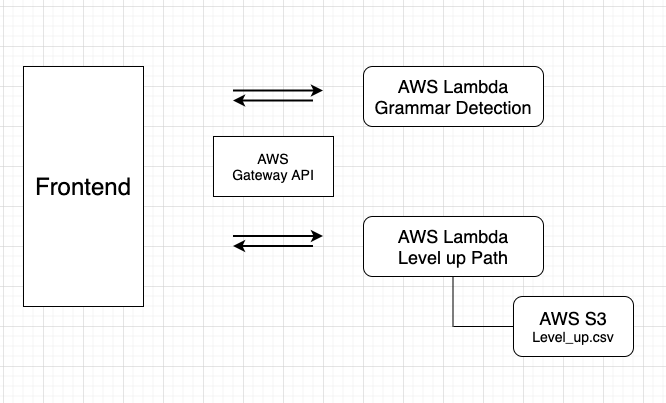 Frontend
AWS Lambda
Grammar Detection
AWS
Gateway API
AWS Lambda
Level up Path
AWS S3
Level_up.csv